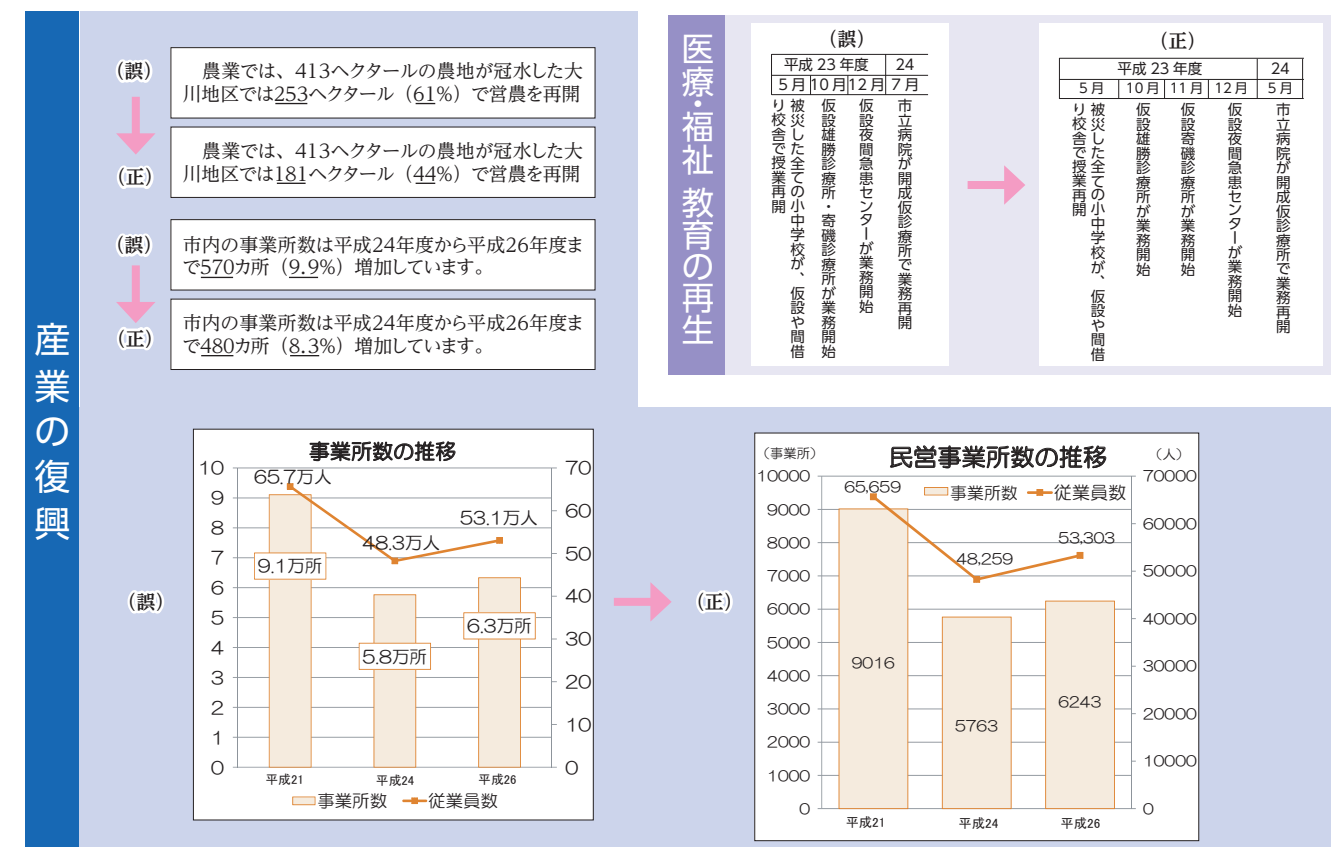 産業の復興
(誤)
農業では、413ヘクタールの農地が冠水した大
川地区では253ヘクタール（61%）で営農を再開
(正)
農業では、413ヘクタールの農地が冠水した大
川地区では181ヘクタール（44%）で営農を再開
(誤)
市内の事業所数は平成24年度から平成26年度ま
で570カ所（9.9%）増加しています。
(正)
市内の事業所数は平成24年度から平成26年度ま
で480カ所（8.3%）増加しています。
医療・福祉 教育の再生
(誤)
平成 23 年度 24
5月 10月 12月 7月
被災した全ての小中学校が、仮設や間借
り校舎で授業再開
仮設雄勝診療所・寄磯診療所が業務開始
仮設夜間急患センターが業務開始
市立病院が開成仮診療所で業務再開
(正)
平成 23 年度 24
5月 10月 11月 12月 5月
被災した全ての小中学校が、仮設や間借
り校舎で授業再開
仮設雄勝診療所が業務開始
仮設寄磯診療所が業務開始
仮設夜間急患センターが業務開始
市立病院が開成仮診療所で業務再開
(誤)
事業所数の推移
10
9
8
7
6
5
4
3
2
1
0
70
60
50
40
30
20
10
0
65.7万人
48.3万人
53.1万人
9.1万所
5.8万所
6.3万所
平成21 平成24 平成26
事業所数 従業員数
(正)
（事業所）
民営事業所数の推移
（人）
事業所数 従業員数
10000
9000
8000
7000
6000
5000
4000
3000
2000
1000
0
70000
60000
50000
40000
30000
20000
10000
0
65,659
48,259
53,303
9016
5763
6243
平成21 平成24 平成26